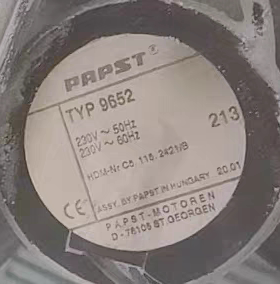 PAPST®
TYP 9652
230V ~ 50Hz
230V ~ 60Hz
213
HDM-Nr C5. 115. 2421
CE ASSY. BY PAPST IN HUNGARY 20.01
PAPST-MOTOREN
D-78106 ST.GEORGEN